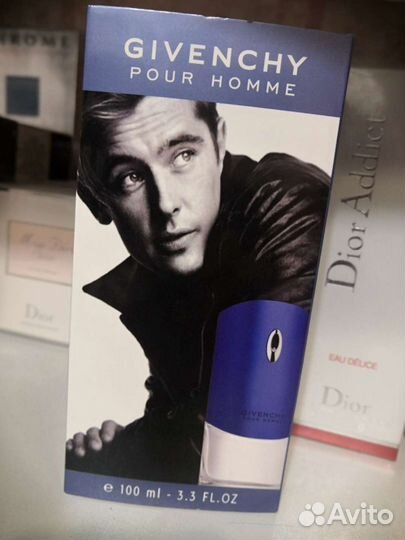 GIVENCHY
POUR HOMME
GIVENCHY
POUR HOMME
e 100 ml - 3.3 FL.OZ
Dior
Dior Addict
EAU DÉLICE
Dior
Avito